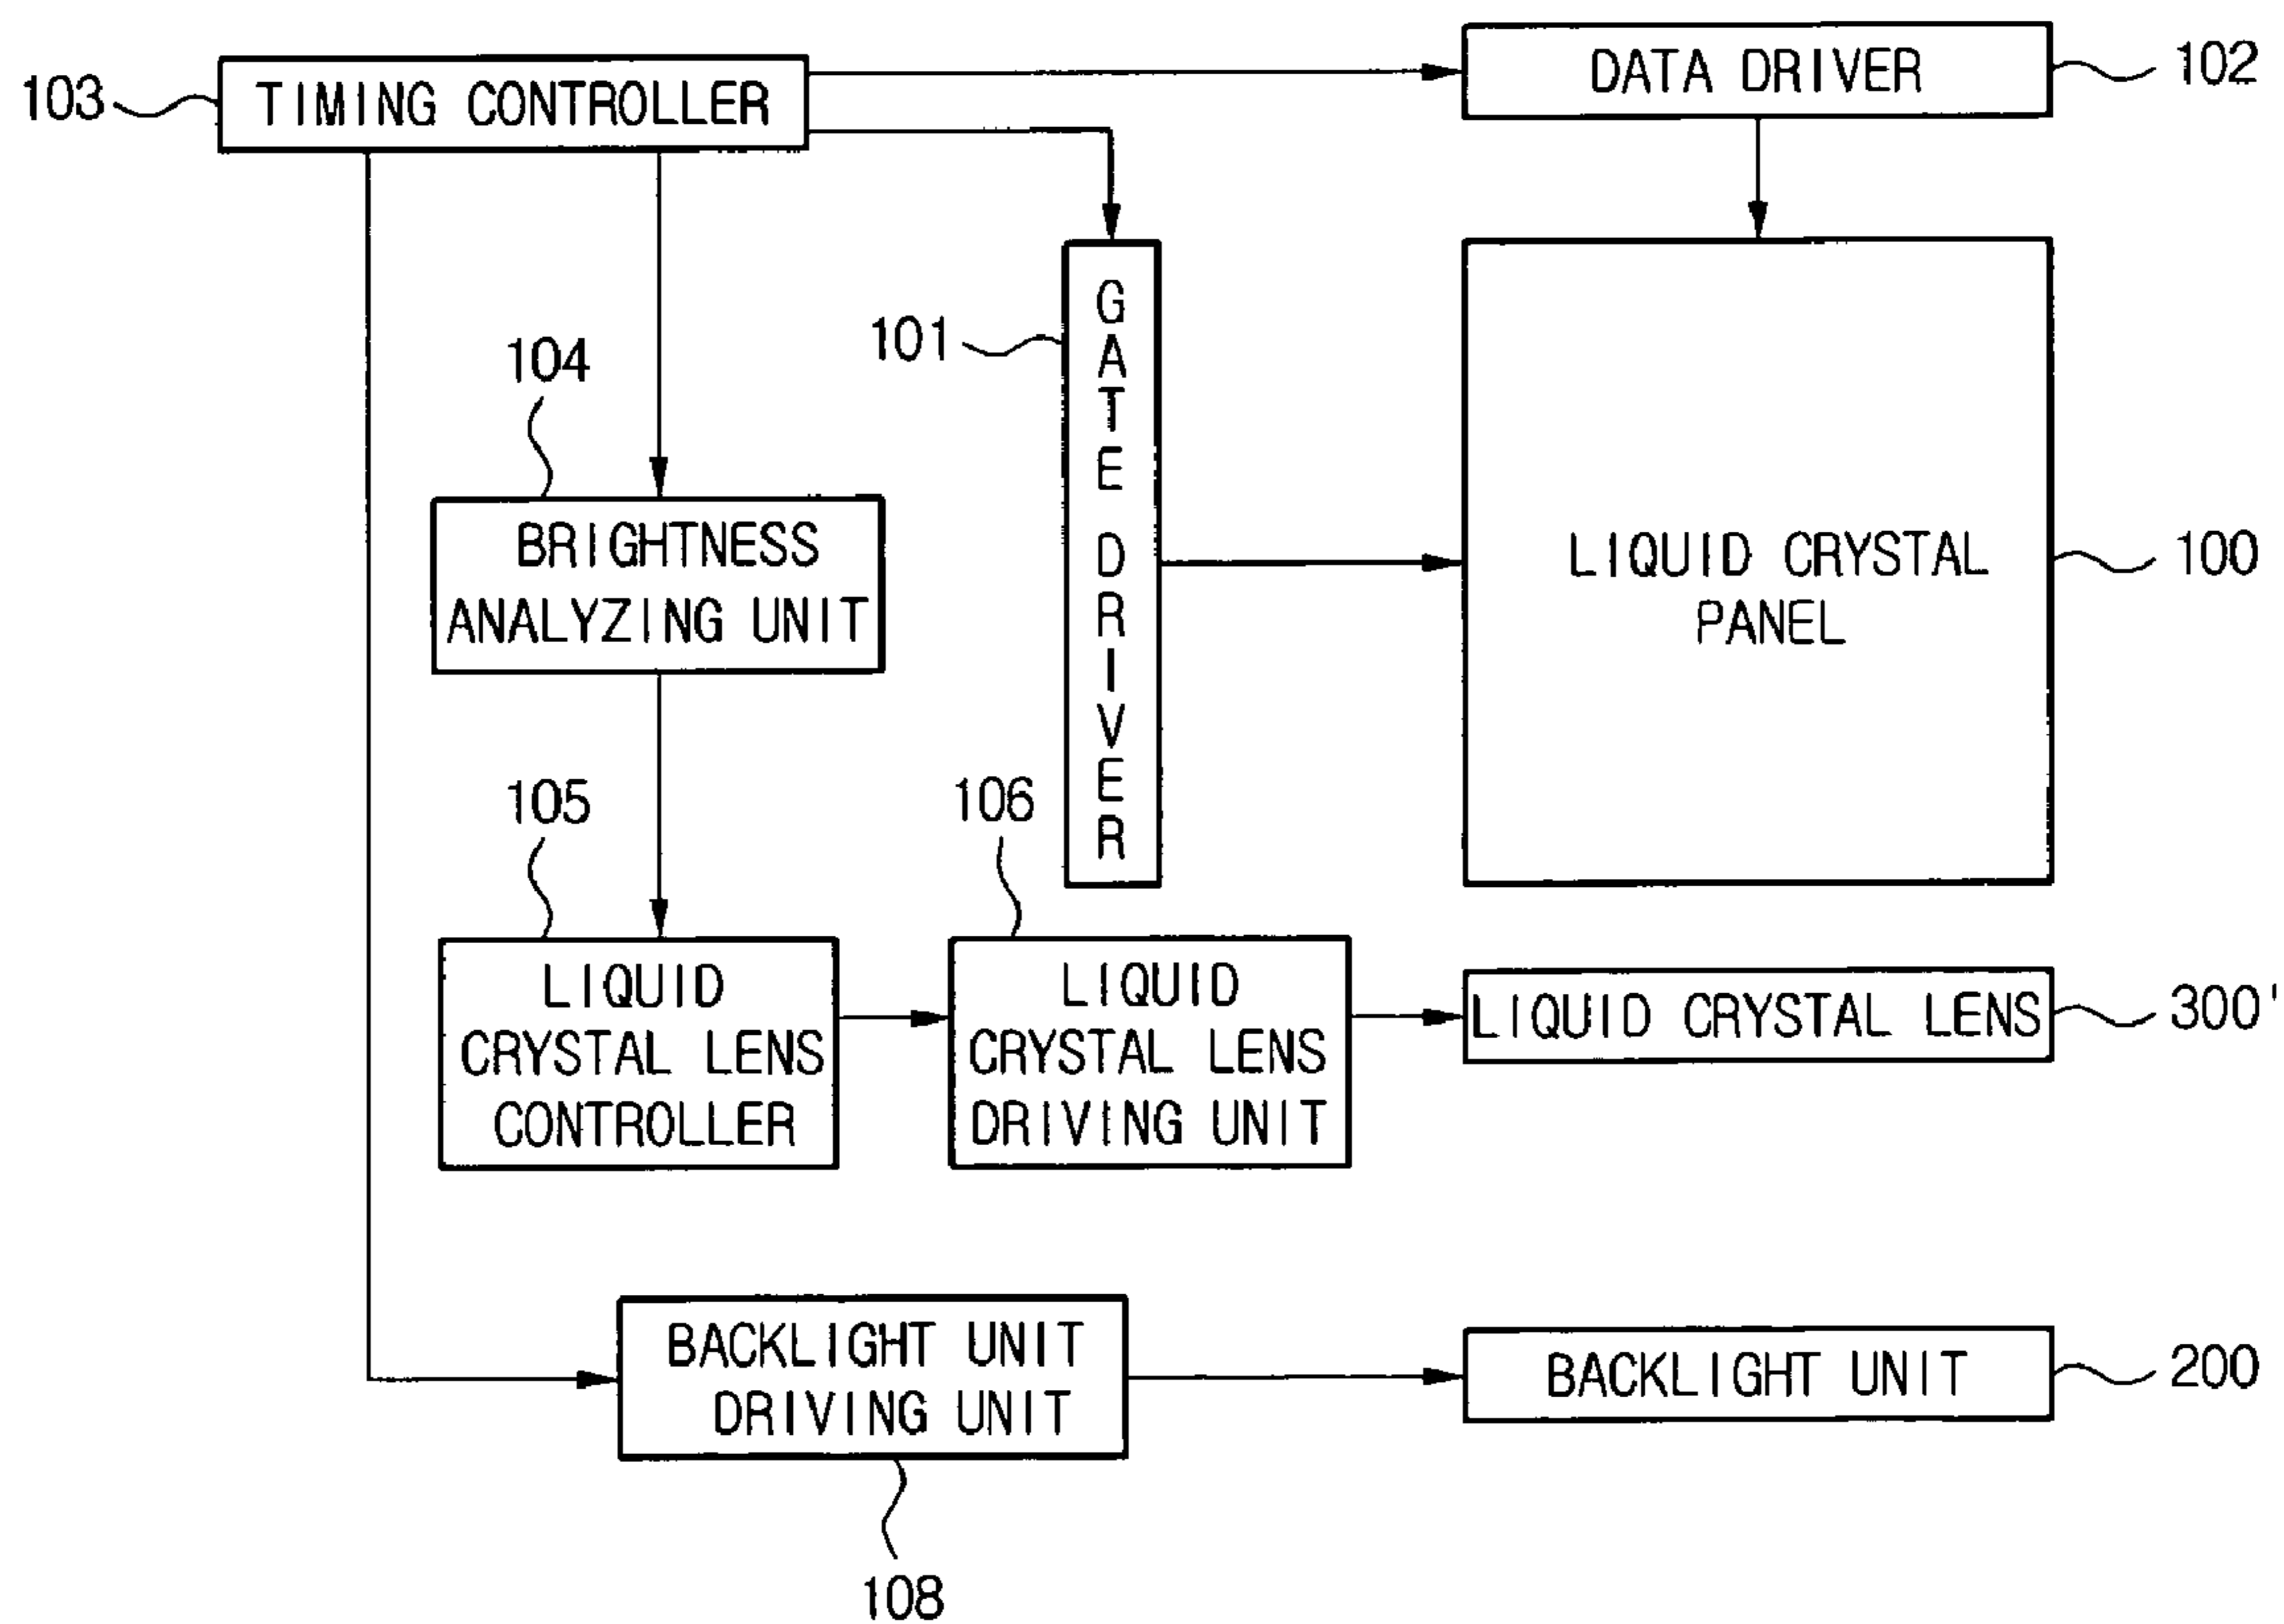 103
TIMING CONTROLLER
DATA DRIVER
102
101
GATE DRIVER
104
BRIGHTNESS
ANALYZING UNIT
LIQUID CRYSTAL
PANEL
100
105
106
LIQUID
CRYSTAL LENS
CONTROLLER
LIQUID
CRYSTAL LENS
DRIVING UNIT
LIQUID CRYSTAL LENS
300'
BACKLIGHT UNIT
DRIVING UNIT
BACKLIGHT UNIT
200
108